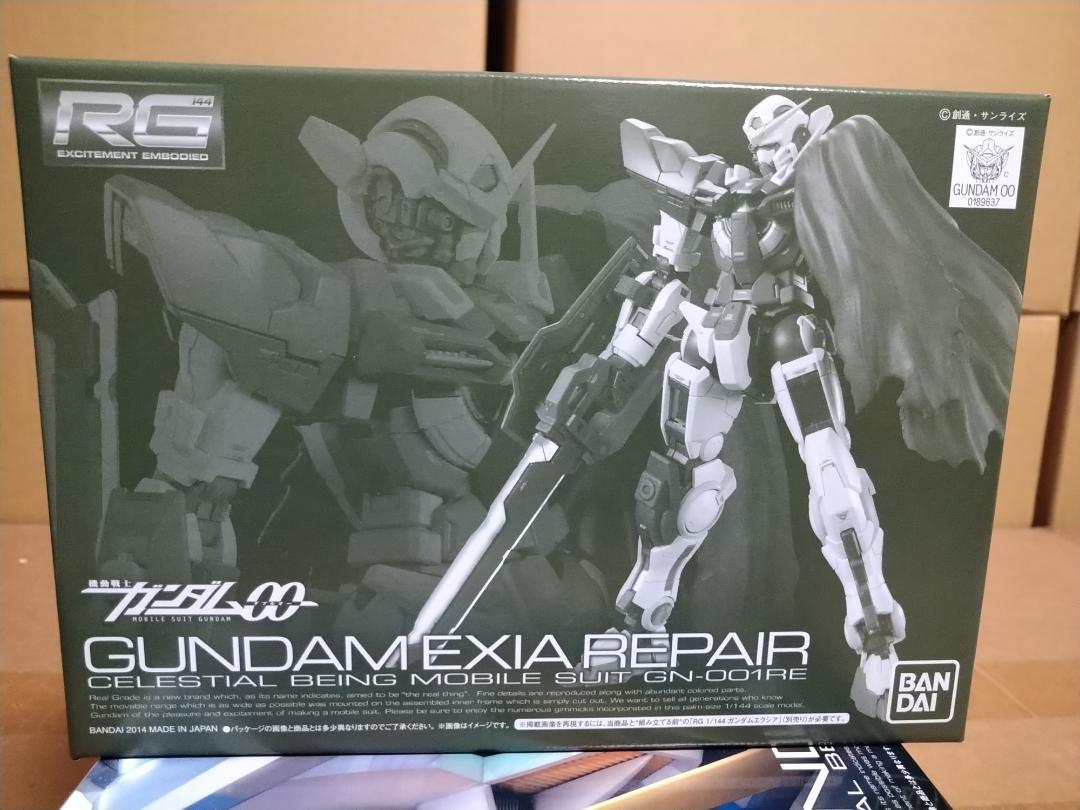 RG 1/44
EXCITEMENT EMBODIED
©創通・サンライズ
©創通・サンライズ
C
GUNDAM 00
0189637
機動戦士
ガンダム00
MOBILE SUIT GUNDAM
GUNDAM EXIA REPAIR
CELESTIAL BEING MOBILE SUIT GN-001RE
Real Grade is a new brand which, as its name indicates, aimed to be "the real thing". Fine details are reproduced along with abundant colored parts.
The movable range which is as wide as possible was mounted on the assembled inner frame which is simply cut out. We want to tell all generations who know
Gundam of the pleasure and excitement of making a mobile suit. Please be sure to enjoy the numerous gimmicks incorporated in this palm-size 1/144 scale model.
BANDAI 2014 MADE IN JAPAN ●パッケージの画像と商品とは多少異なりますのでご了承ください。※画像はイメージです。
※掲載画像を再現するには、当商品と"組み立てる前"の「RG 1/144 ガンダムエクシア」(別売り)が必要です。
BAN
DAI